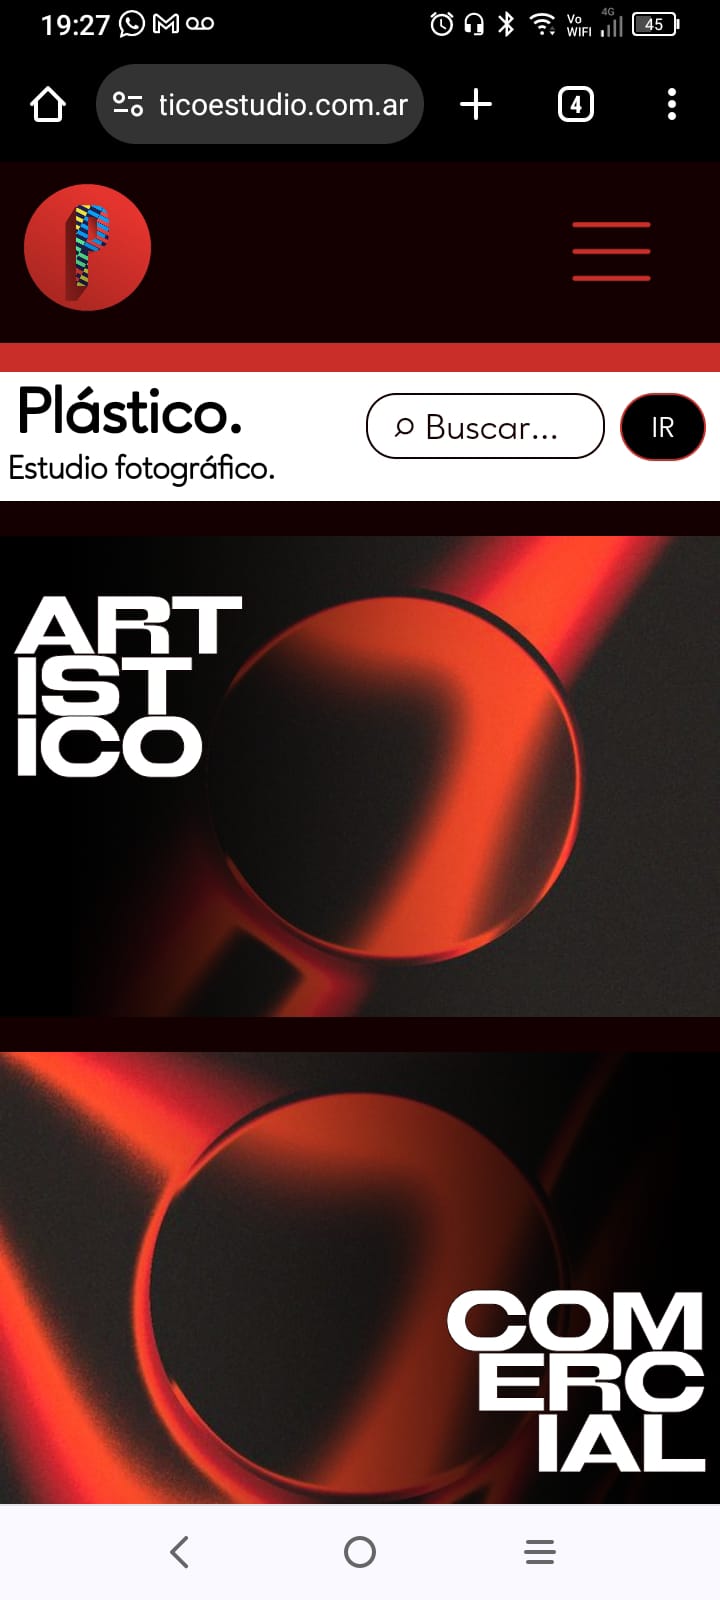 19:27
Vo
WIFI
4G
45
ticoestudio.com.ar
4
P
Plástico.
Estudio fotográfico.
Buscar...
IR
ART
IST
ICO
COM
ERC
IAL